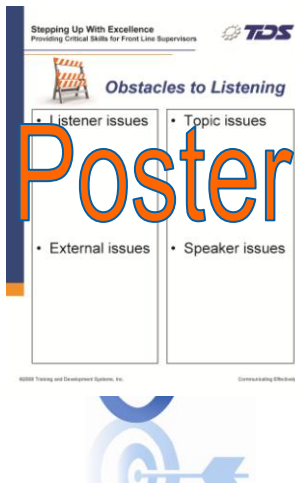 Stepping Up With Excellence
Providing Critical Skills for Front Line Supervisors
TDS
Obstacles to Listening
• Listener issues
• Topic issues
Poster
• External issues
• Speaker issues
©2008 Training and Development Systems, Inc.
Communicating Effectively